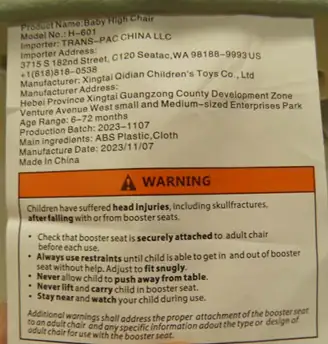 Product Name:Baby High Chair
Model No.: H-601
Importer: TRANS-PAC CHINA LLC
Importer Address:
3715 S 182nd Street, C120 Seatac,WA 98188-9993US
+1(818)818-0538
Manufacturer: Xingtai Qidian Children's Toys Co., Ltd
Manufacturer Address:
Hebei Province Xingtai Guangzong County Development Zone
Venture Avenue West small and Medium-sized Enterprises Park
Age Range: 6-72 months
Production Batch: 2023-1107
Main ingredients: ABS Plastic,Cloth
Manufacture Date: 2023/11/07
Made In China
WARNING
Children have suffered head injuries, including skullfractures,
after falling with or from booster seats.
• Check that booster seat is securely attached to adult chair
before each use.
• Always use restraints until child is able to get in and out of booster
seat without help. Adjust to fit snugly.
• Never allow child to push away from table.
• Never lift and carry child in booster seat.
• Stay near and watch your child during use.
Additional warnings shall address the proper attachment of the booster seat
to an adult chair and any specific information adout the type or design of
adult chair for use with the booster seat.